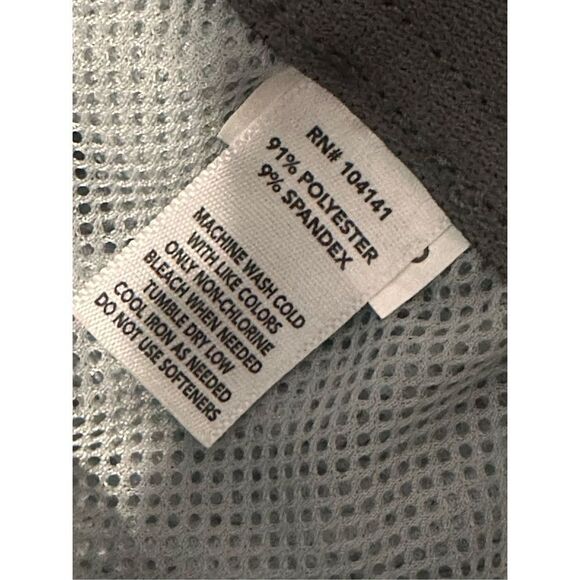 RN# 104141
91% POLYESTER
9% SPANDEX
MACHINE WASH COLD
WITH LIKE COLORS
ONLY NON-CHLORINE
BLEACH WHEN NEEDED
TUMBLE DRY LOW
COOL IRON AS NEEDED
DO NOT USE SOFTENERS